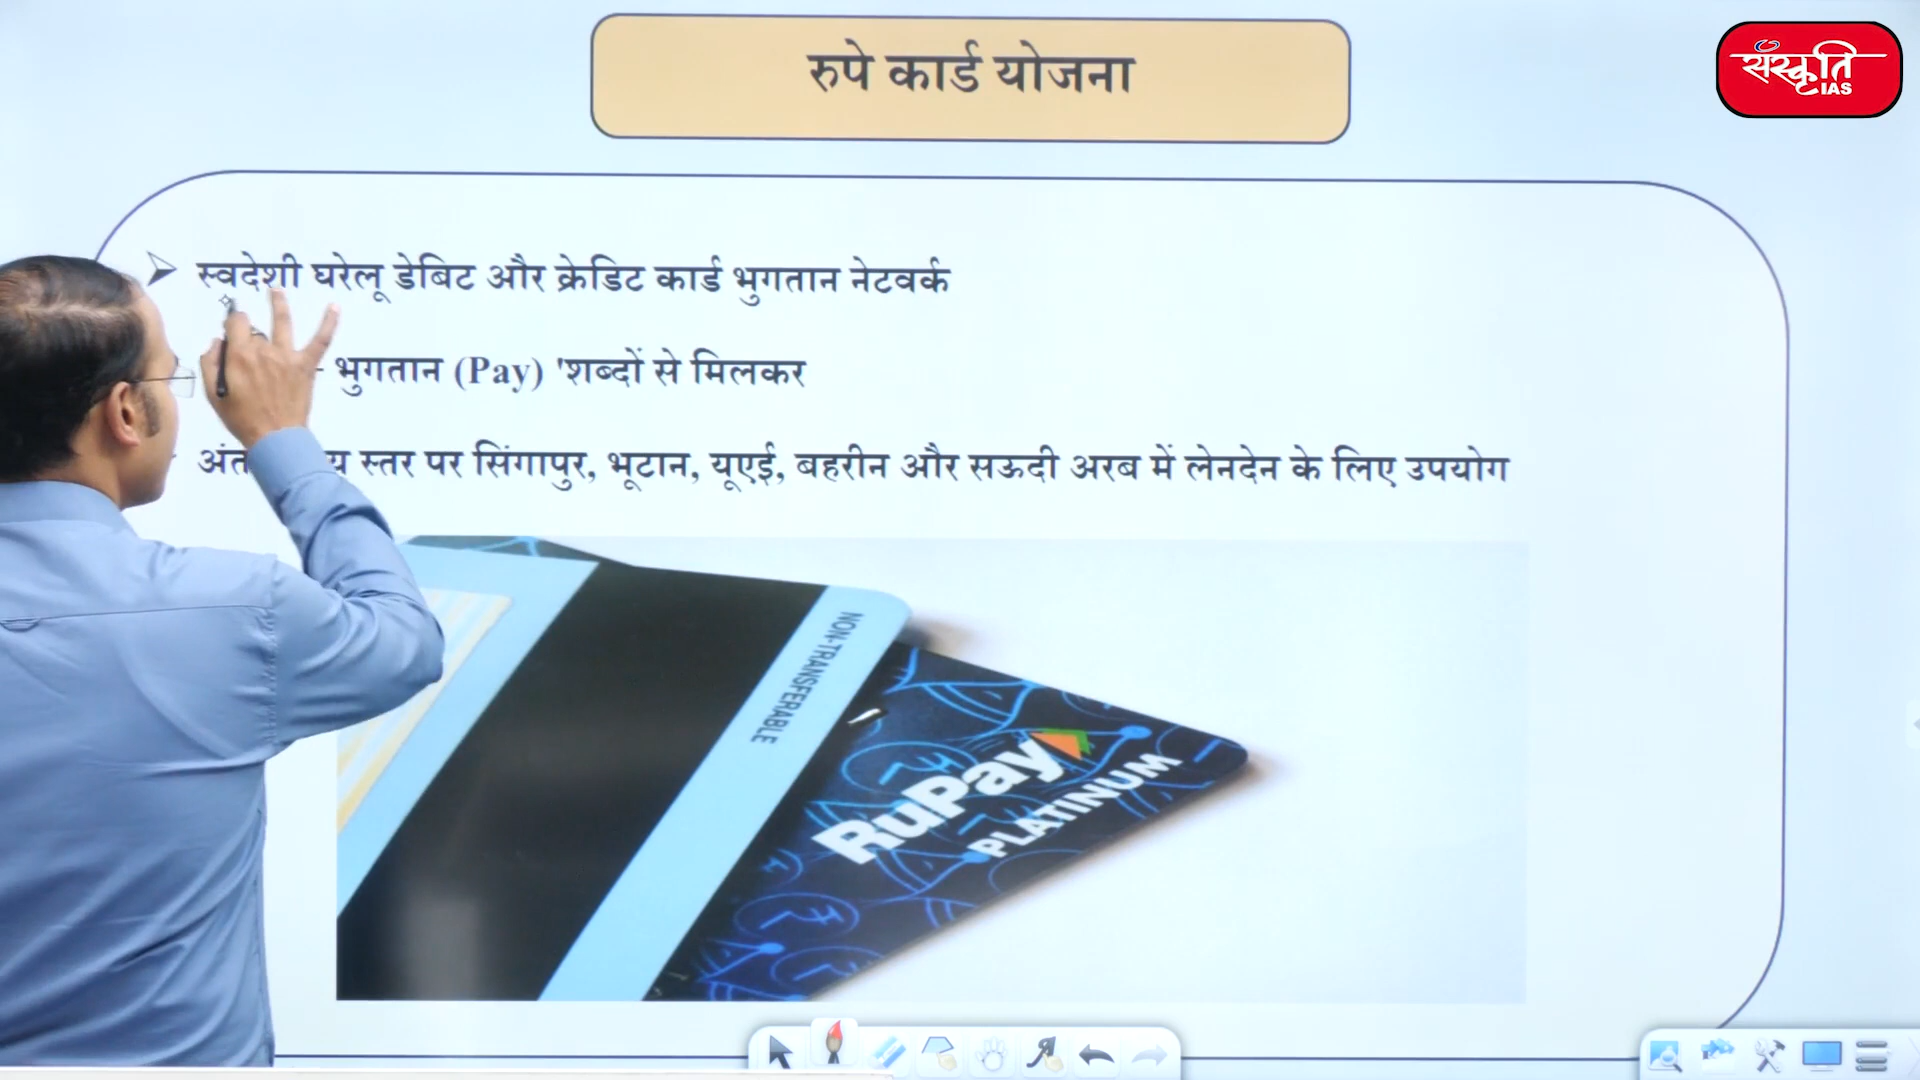 रुपे कार्ड योजना
संस्कृति
IAS
स्वदेशी घरेलू डेबिट और क्रेडिट कार्ड भुगतान नेटवर्क
- भुगतान (Pay) 'शब्दों से मिलकर
स्तर पर सिंगापुर, भूटान, यूएई, बहरीन और सऊदी अरब में लेनदेन के लिए उपयोग
NON-TRANSFERABLE
RuPay
PLATINUM